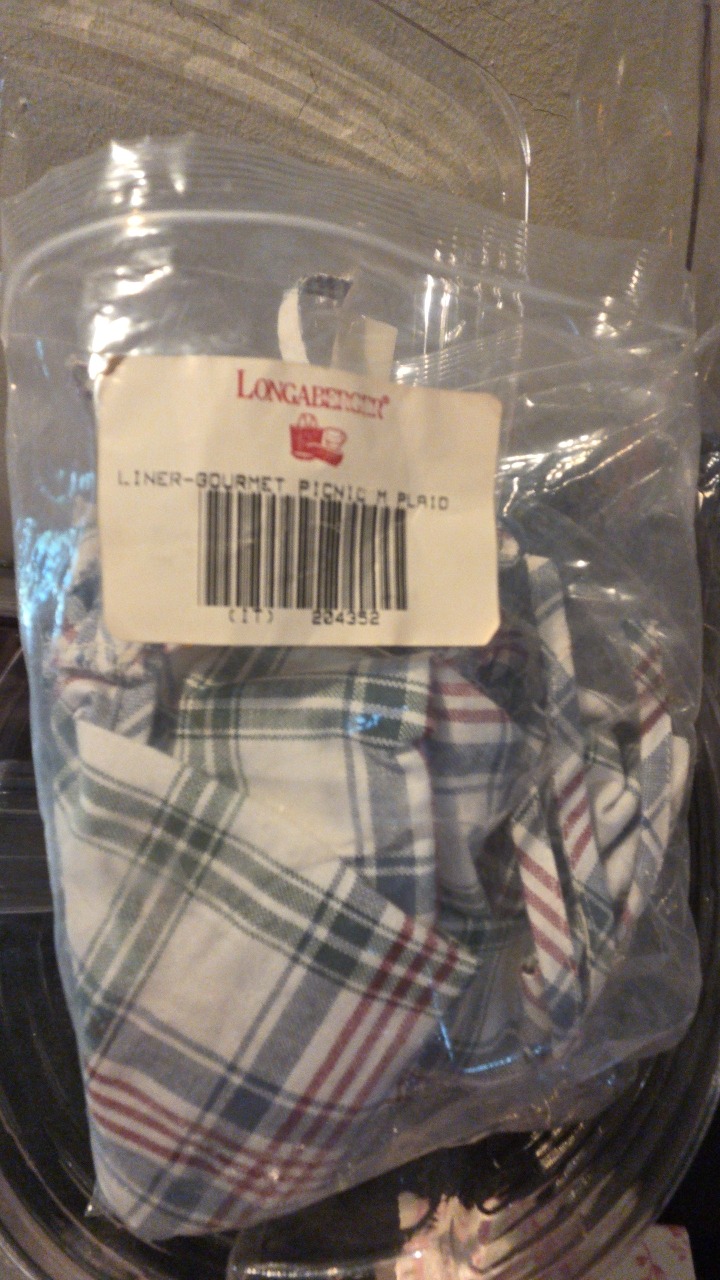 LONGABERGER®
LINER-GOURMET PICNIC M PLAID
(IT) 204352